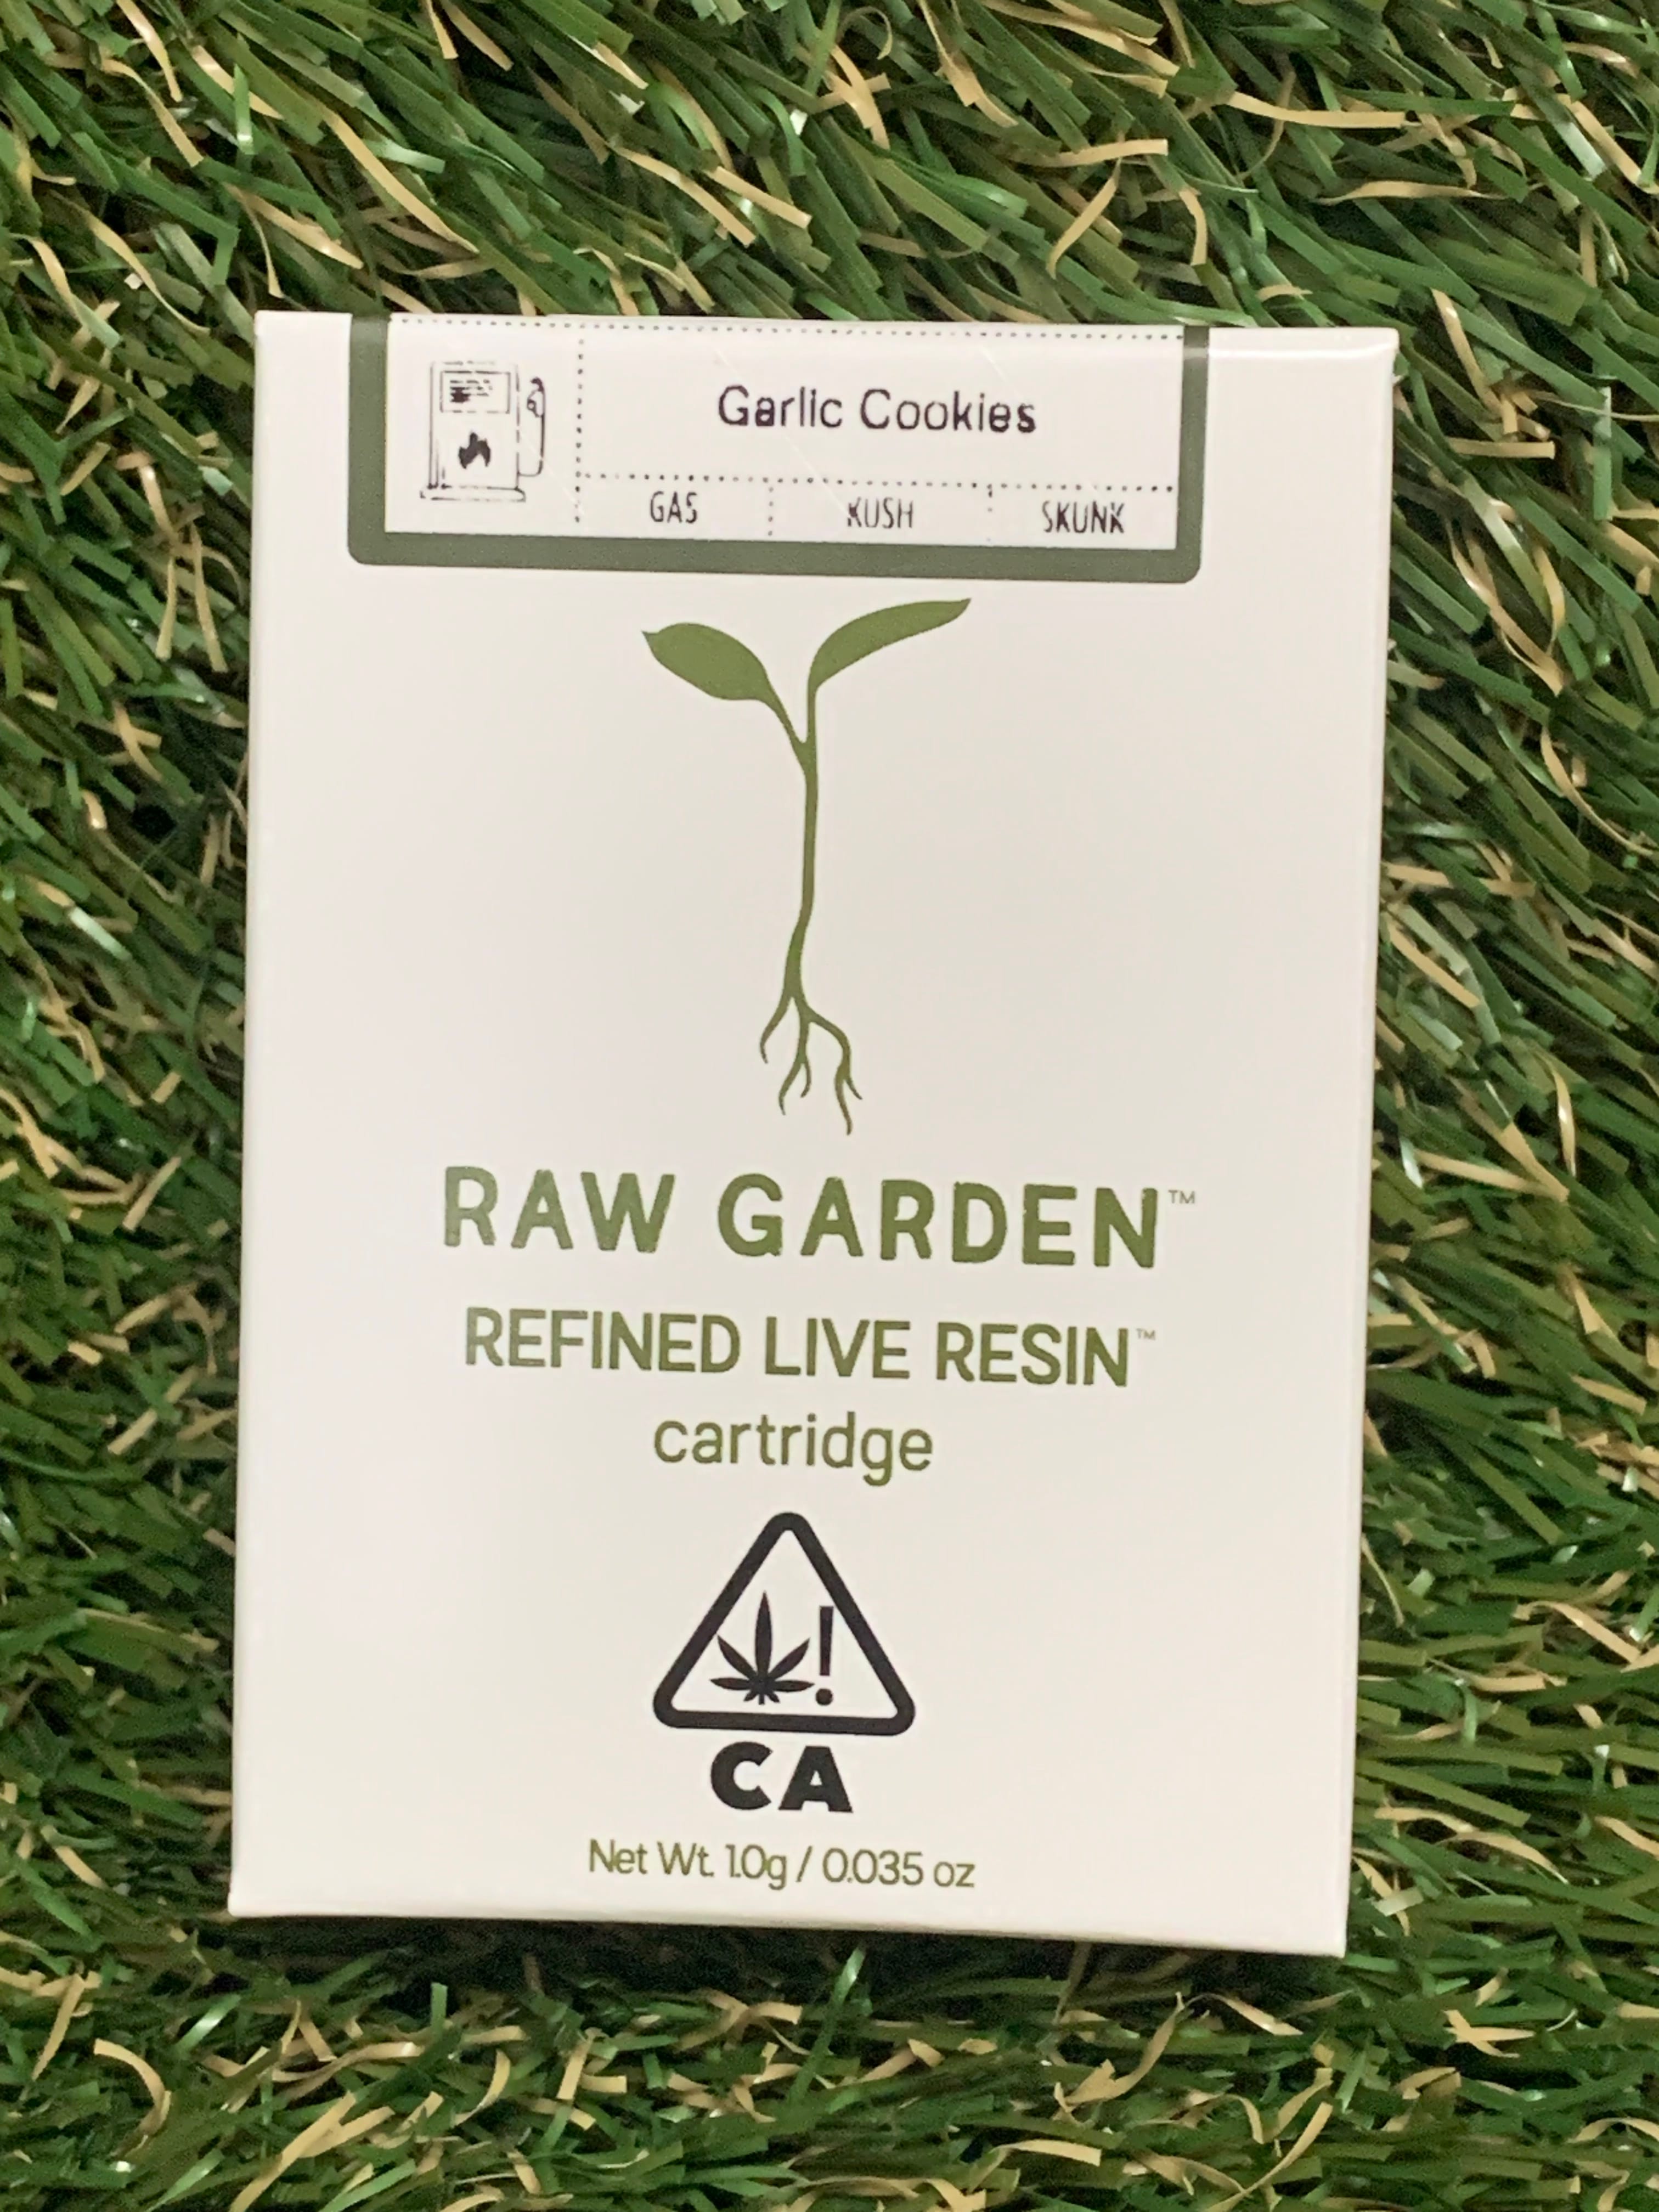 Garlic Cookies
GAS KUSH SKUNK
RAW GARDEN™
REFINED LIVE RESIN™
cartridge
!
CA
Net Wt. 1.0g / 0.035 oz